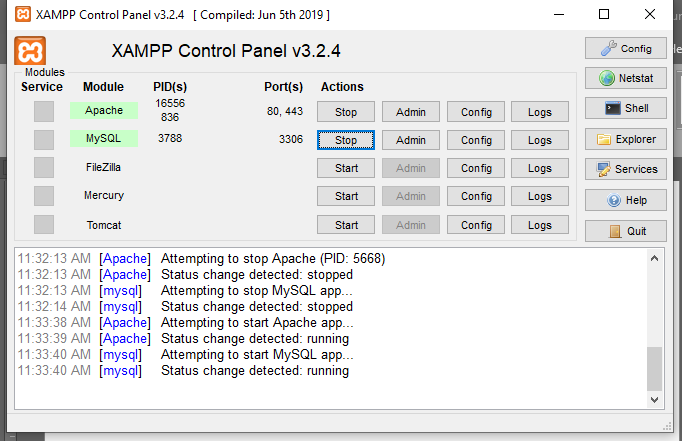 XAMPP Control Panel v3.2.4 [ Compiled: Jun 5th 2019 ]
XAMPP Control Panel v3.2.4
Config
Modules
Service Module PID(s) Port(s) Actions
Netstat
Apache 16556 836 80, 443 Stop Admin Config Logs
Shell
MySQL 3788 3306 Stop Admin Config Logs
Explorer
FileZilla Start Admin Config Logs
Services
Mercury Start Admin Config Logs
Help
Tomcat Start Admin Config Logs
Quit
11:32:13 AM [Apache] Attempting to stop Apache (PID: 5668)
11:32:13 AM [Apache] Status change detected: stopped
11:32:13 AM [mysql] Attempting to stop MySQL app...
11:32:14 AM [mysql] Status change detected: stopped
11:33:38 AM [Apache] Attempting to start Apache app...
11:33:39 AM [Apache] Status change detected: running
11:33:40 AM [mysql] Attempting to start MySQL app...
11:33:40 AM [mysql] Status change detected: running